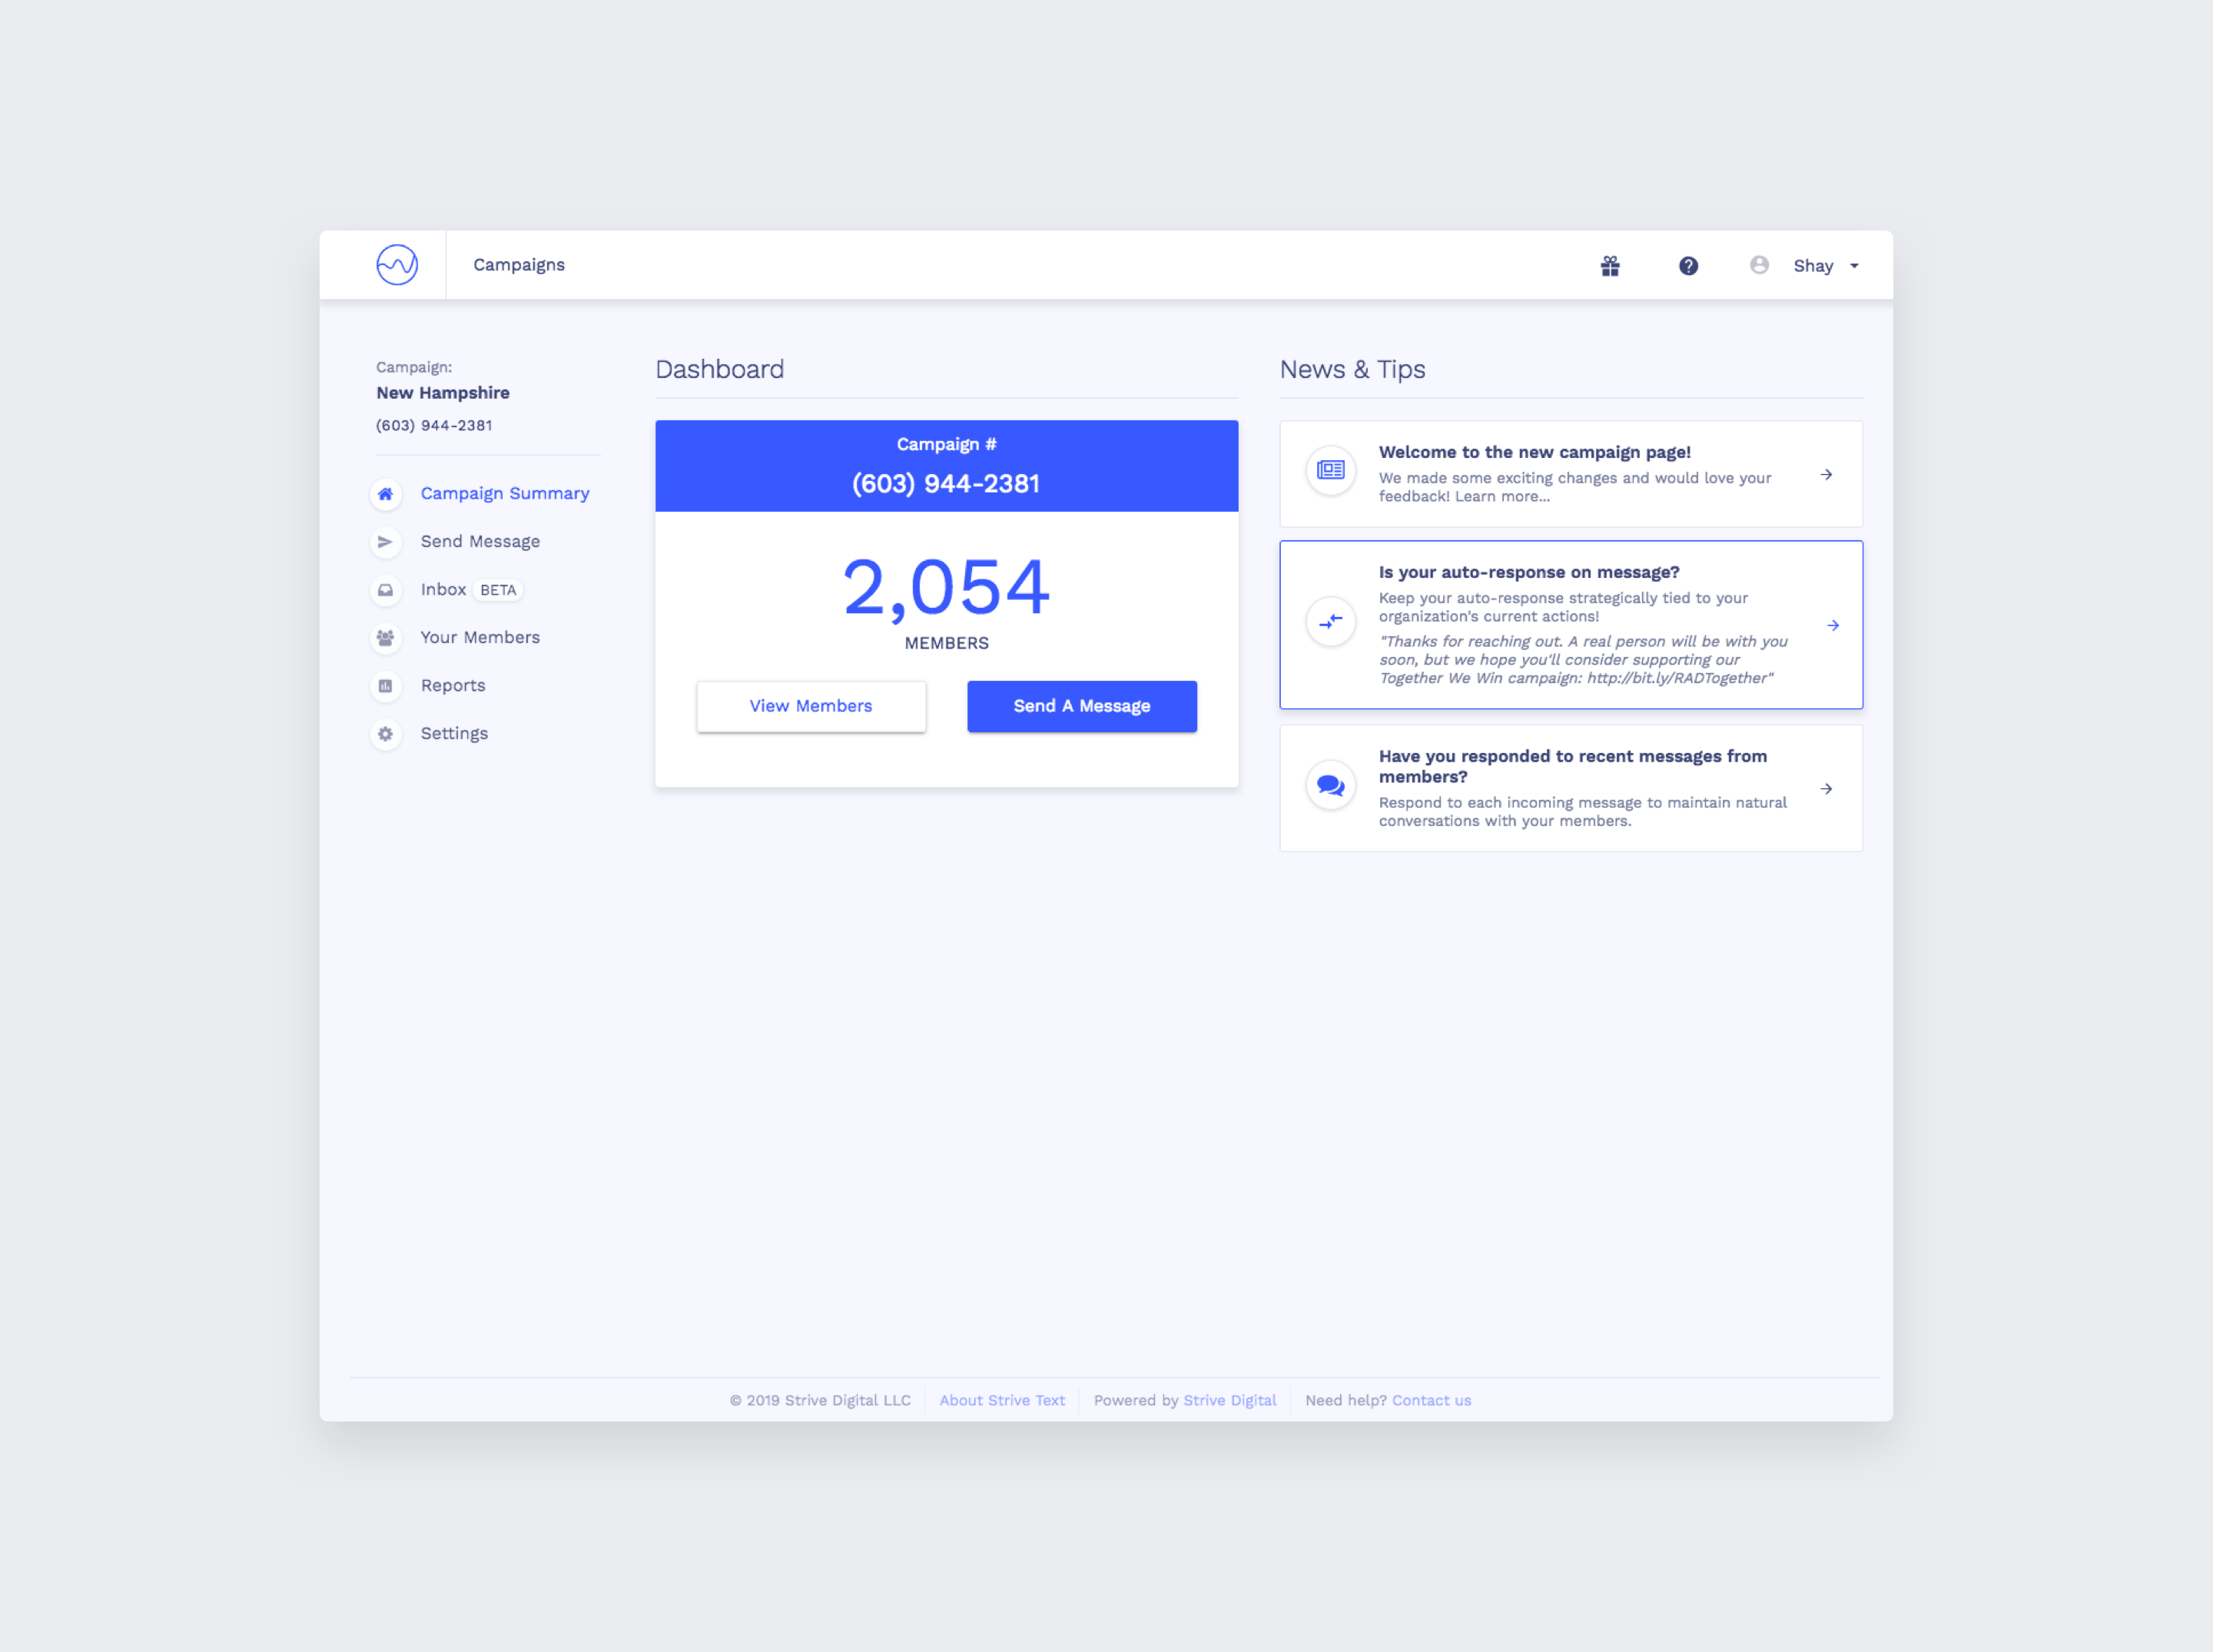 Campaigns
Shay
Campaign:
New Hampshire
(603) 944-2381
Campaign Summary
Send Message
Inbox BETA
Your Members
Reports
Settings
Dashboard
Campaign #
(603) 944-2381
2,054
MEMBERS
View Members
Send A Message
News & Tips
Welcome to the new campaign page!
We made some exciting changes and would love your
feedback! Learn more...
Is your auto-response on message?
Keep your auto-response strategically tied to your
organization's current actions!
"Thanks for reaching out. A real person will be with you
soon, but we hope you'll consider supporting our
Together We Win campaign: http://bit.ly/RADTogether"
Have you responded to recent messages from
members?
Respond to each incoming message to maintain natural
conversations with your members.
© 2019 Strive Digital LLC
About Strive Text
Powered by Strive Digital
Need help? Contact us